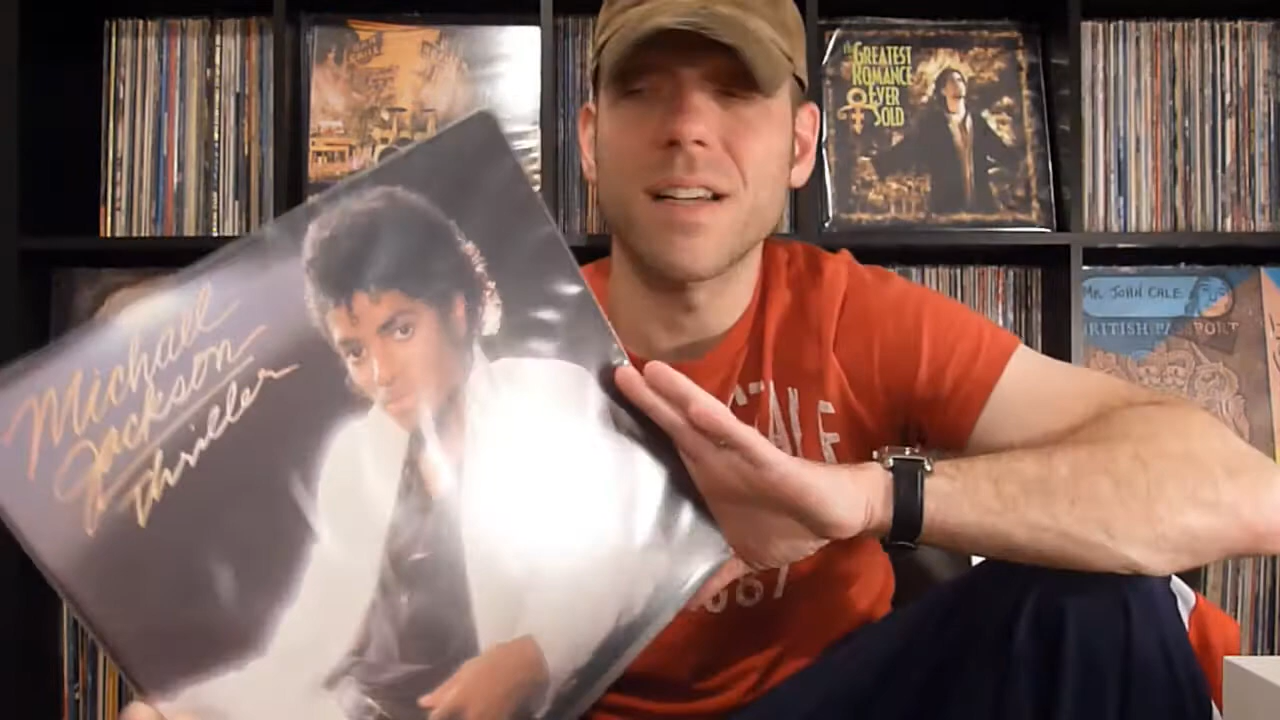 the GREATEST
ROMANCE
EVER
SOLD
Michael
Jackson
Thriller
MR JOHN CALE
BRITISH PASSPORT